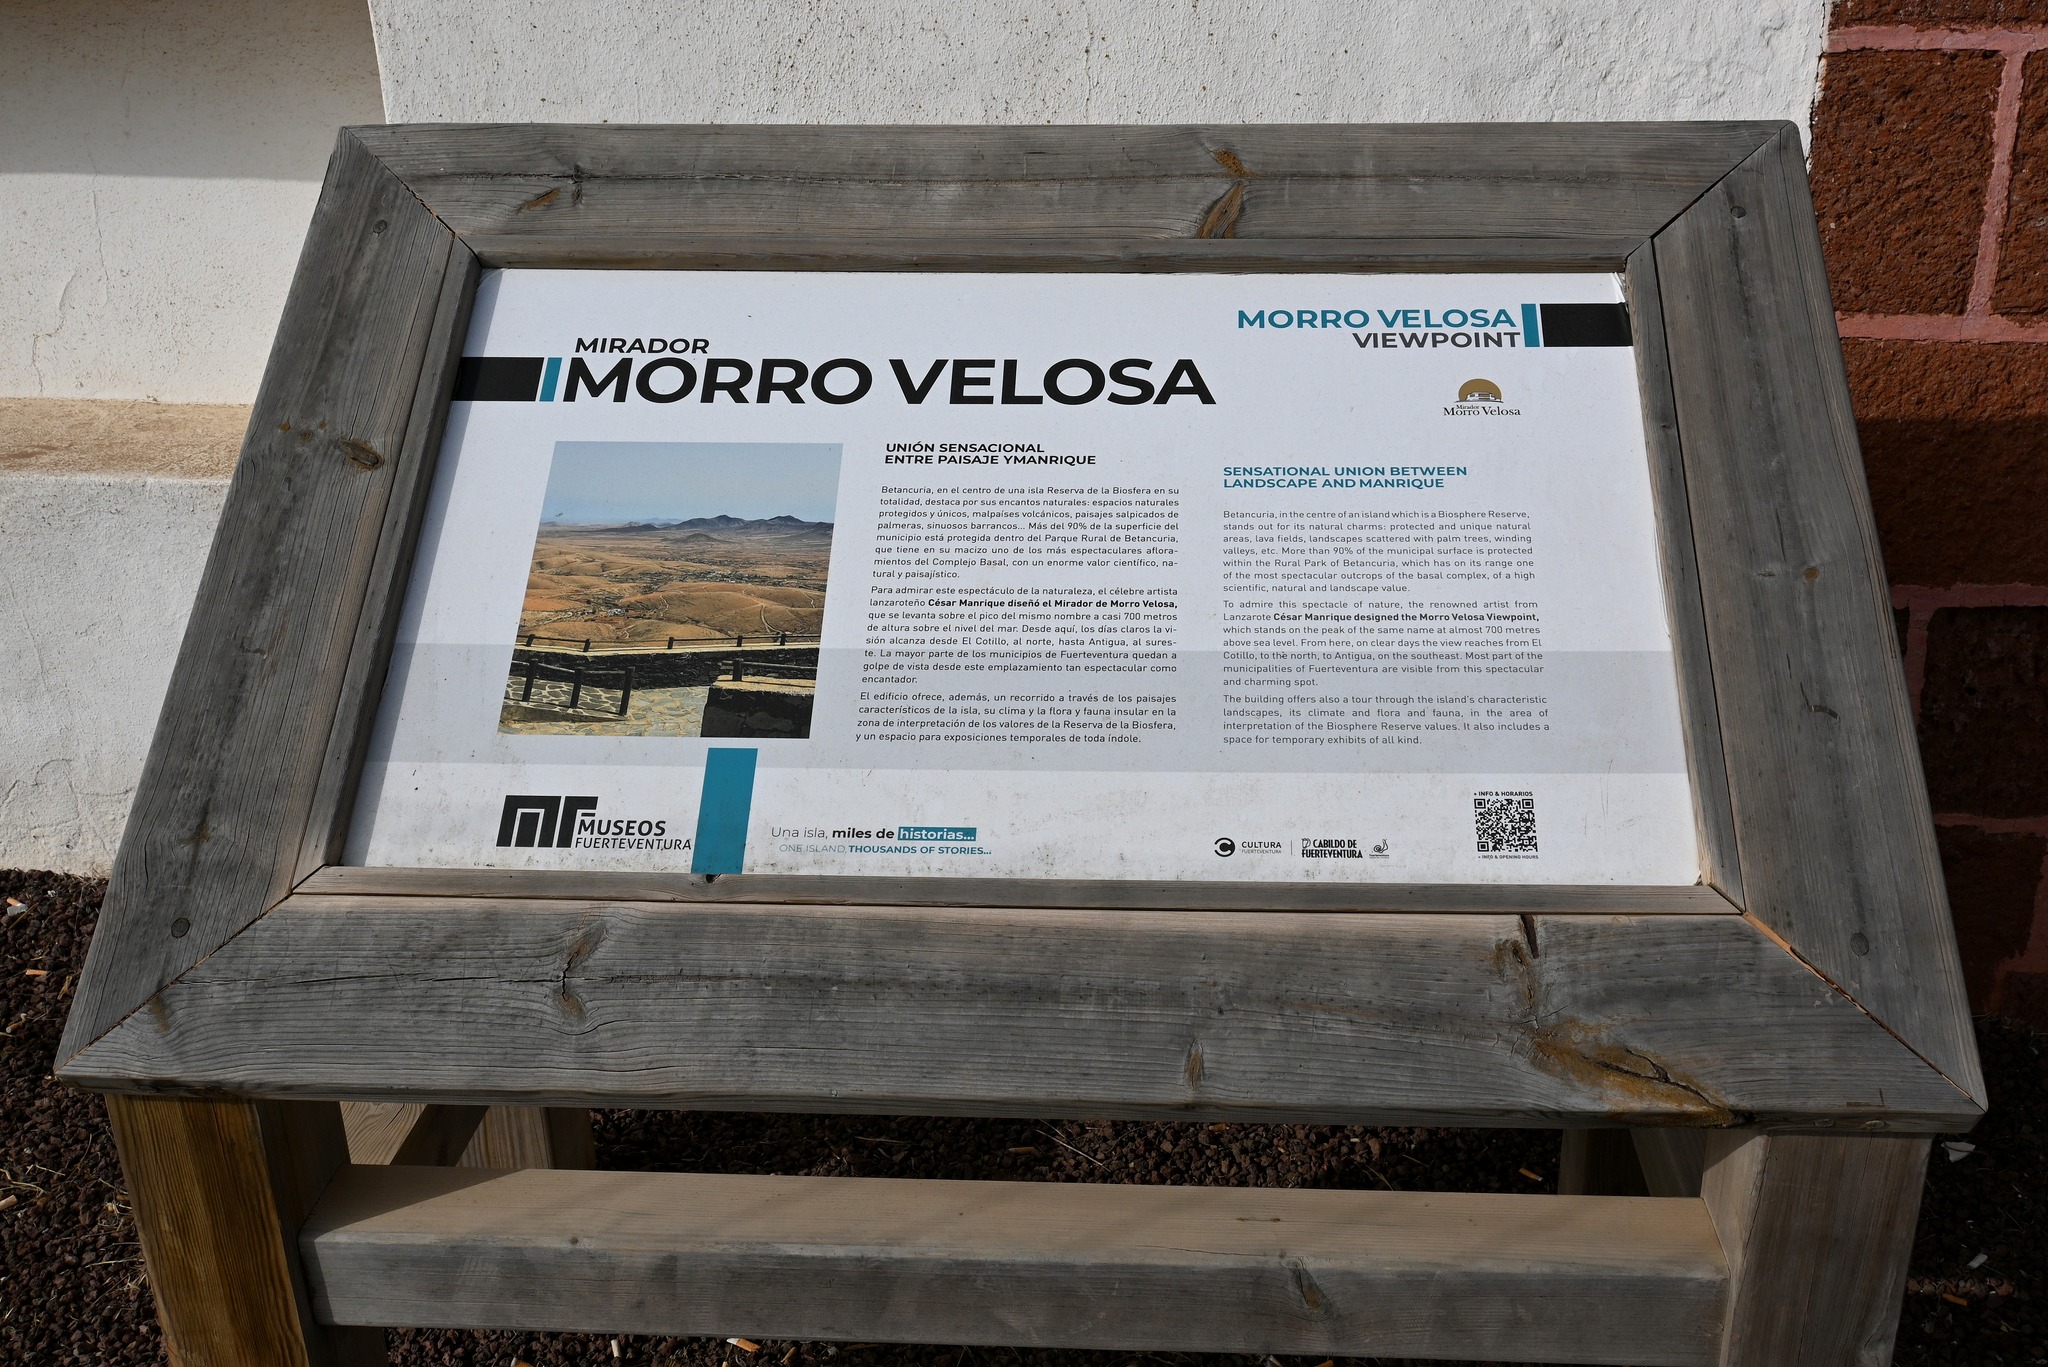 MIRADOR
MORRO VELOSA
MORRO VELOSA
VIEWPOINT
Mirador
Morro Velosa
UNIÓN SENSACIONAL
ENTRE PAISAJE YMANRIQUE
Betancuria, en el centro de una isla Reserva de la Biosfera en su
totalidad, destaca por sus encantos naturales: espacios naturales
protegidos y únicos, malpaíses volcánicos, paisajes salpicados de
palmeras, sinuosos barrancos... Más del 90% de la superficie del
municipio está protegida dentro del Parque Rural de Betancuria,
que tiene en su macizo uno de los más espectaculares aflora-
mientos del Complejo Basal, con un enorme valor científico, na-
tural y paisajístico.
Para admirar este espectáculo de la naturaleza, el célebre artista
lanzaroteño César Manrique diseñó el Mirador de Morro Velosa,
que se levanta sobre el pico del mismo nombre a casi 700 metros
de altura sobre el nivel del mar. Desde aquí, los días claros la vi-
sión alcanza desde El Cotillo, al norte, hasta Antigua, al sures-
te. La mayor parte de los municipios de Fuerteventura quedan a
golpe de vista desde este emplazamiento tan espectacular como
encantador.
El edificio ofrece, además, un recorrido a través de los paisajes
característicos de la isla, su clima y la flora y fauna insular en la
zona de interpretación de los valores de la Reserva de la Biosfera,
y un espacio para exposiciones temporales de toda índole.
SENSATIONAL UNION BETWEEN
LANDSCAPE AND MANRIQUE
Betancuria, in the centre of an island which is a Biosphere Reserve,
stands out for its natural charms: protected and unique natural
areas, lava fields, landscapes scattered with palm trees, winding
valleys, etc. More than 90% of the municipal surface is protected
within the Rural Park of Betancuria, which has on its range one
of the most spectacular outcrops of the basal complex, of a high
scientific, natural and landscape value.
To admire this spectacle of nature, the renowned artist from
Lanzarote César Manrique designed the Morro Velosa Viewpoint,
which stands on the peak of the same name at almost 700 metres
above sea level. From here, on clear days the view reaches from El
Cotillo, to the north, to Antigua, on the southeast. Most part of the
municipalities of Fuerteventura are visible from this spectacular
and charming spot.
The building offers also a tour through the island's characteristic
landscapes, its climate and flora and fauna, in the area of
interpretation of the Biosphere Reserve values. It also includes a
space for temporary exhibits of all kind.
MUSEOS
FUERTEVENTURA
Una isla, miles de historias...
ONE ISLAND, THOUSANDS OF STORIES...
CULTURA
FUERTEVENTURA
CABILDO DE
FUERTEVENTURA
+ INFO & HORARIOS
+ INFO & OPENING HOURS